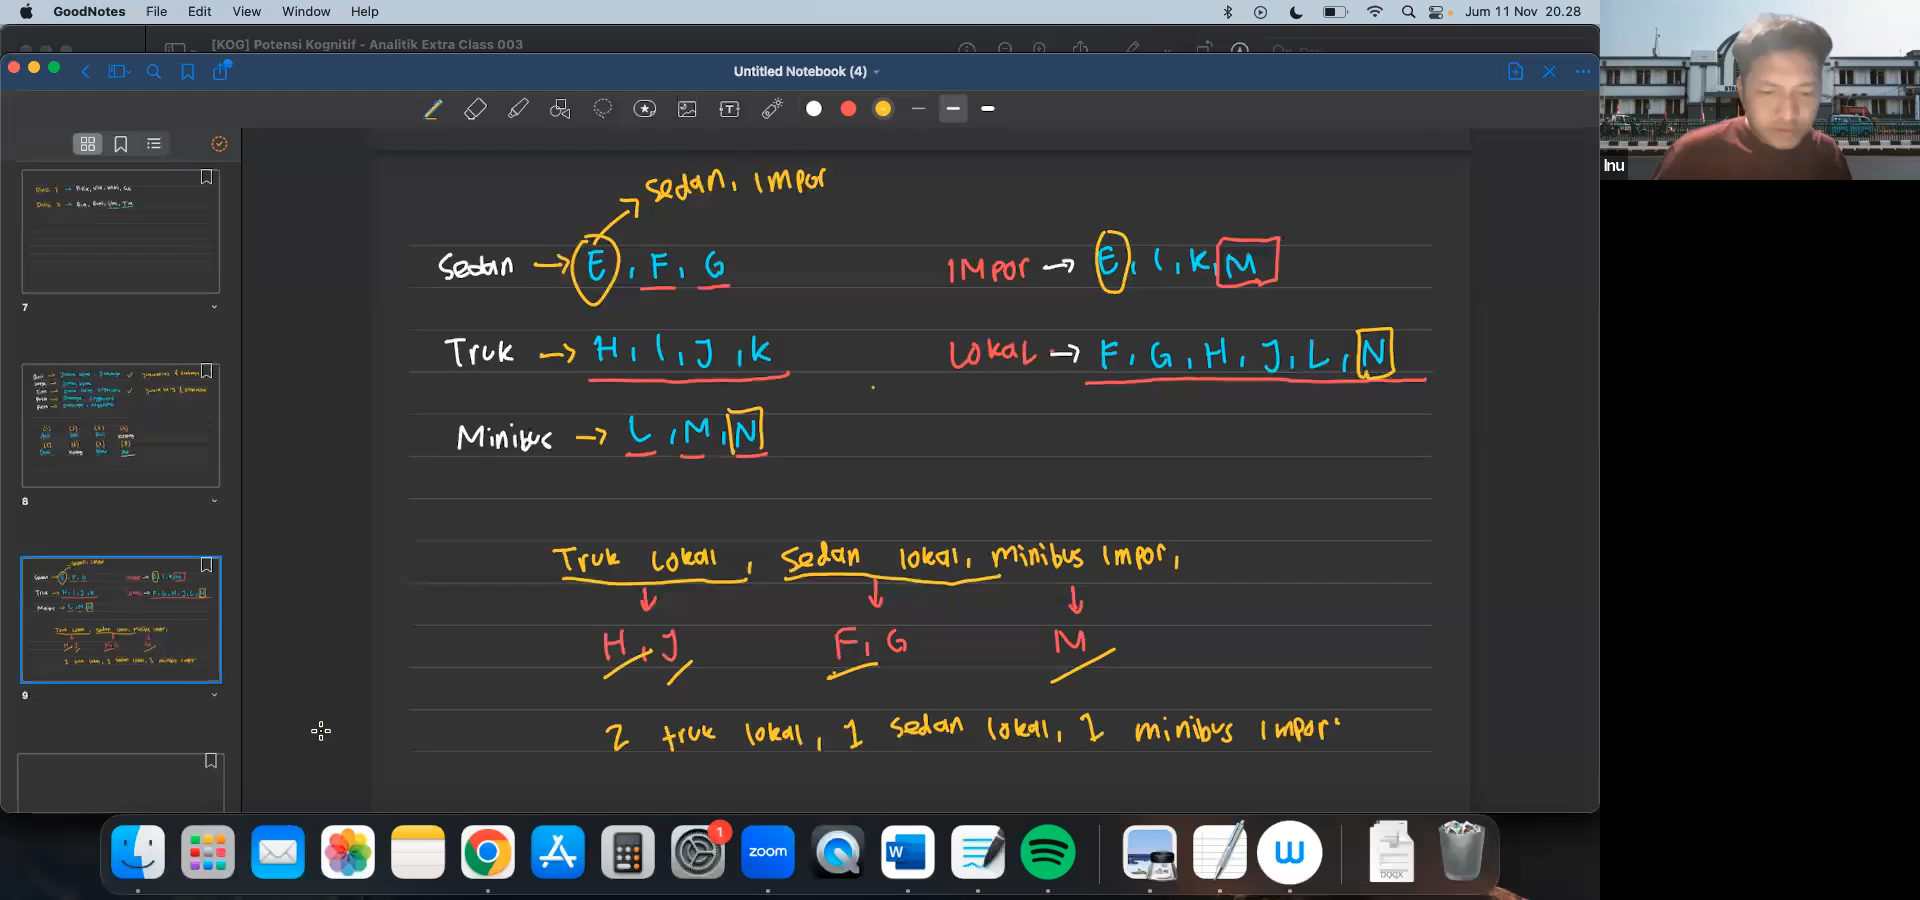 GoodNotes File Edit View Window Help Jum 11 Nov 20.28
[KOG] Potensi Kognitif - Analitik Extra Class 003
Untitled Notebook (4)
Inu
7
8
9
Sedan, Impor
Sedan → E, F, G
IMpor → E, I, K, M
Truk → H, I, J, K
LOKAL → F, G, H, J, L, N
Minibus → L, M, N
Truk Lokal, Sedan lokal, minibus impor,
H, J F, G M
2 truk lokal, 1 sedan lokal, 1 minibus impor
1
zoom
W
DOCX